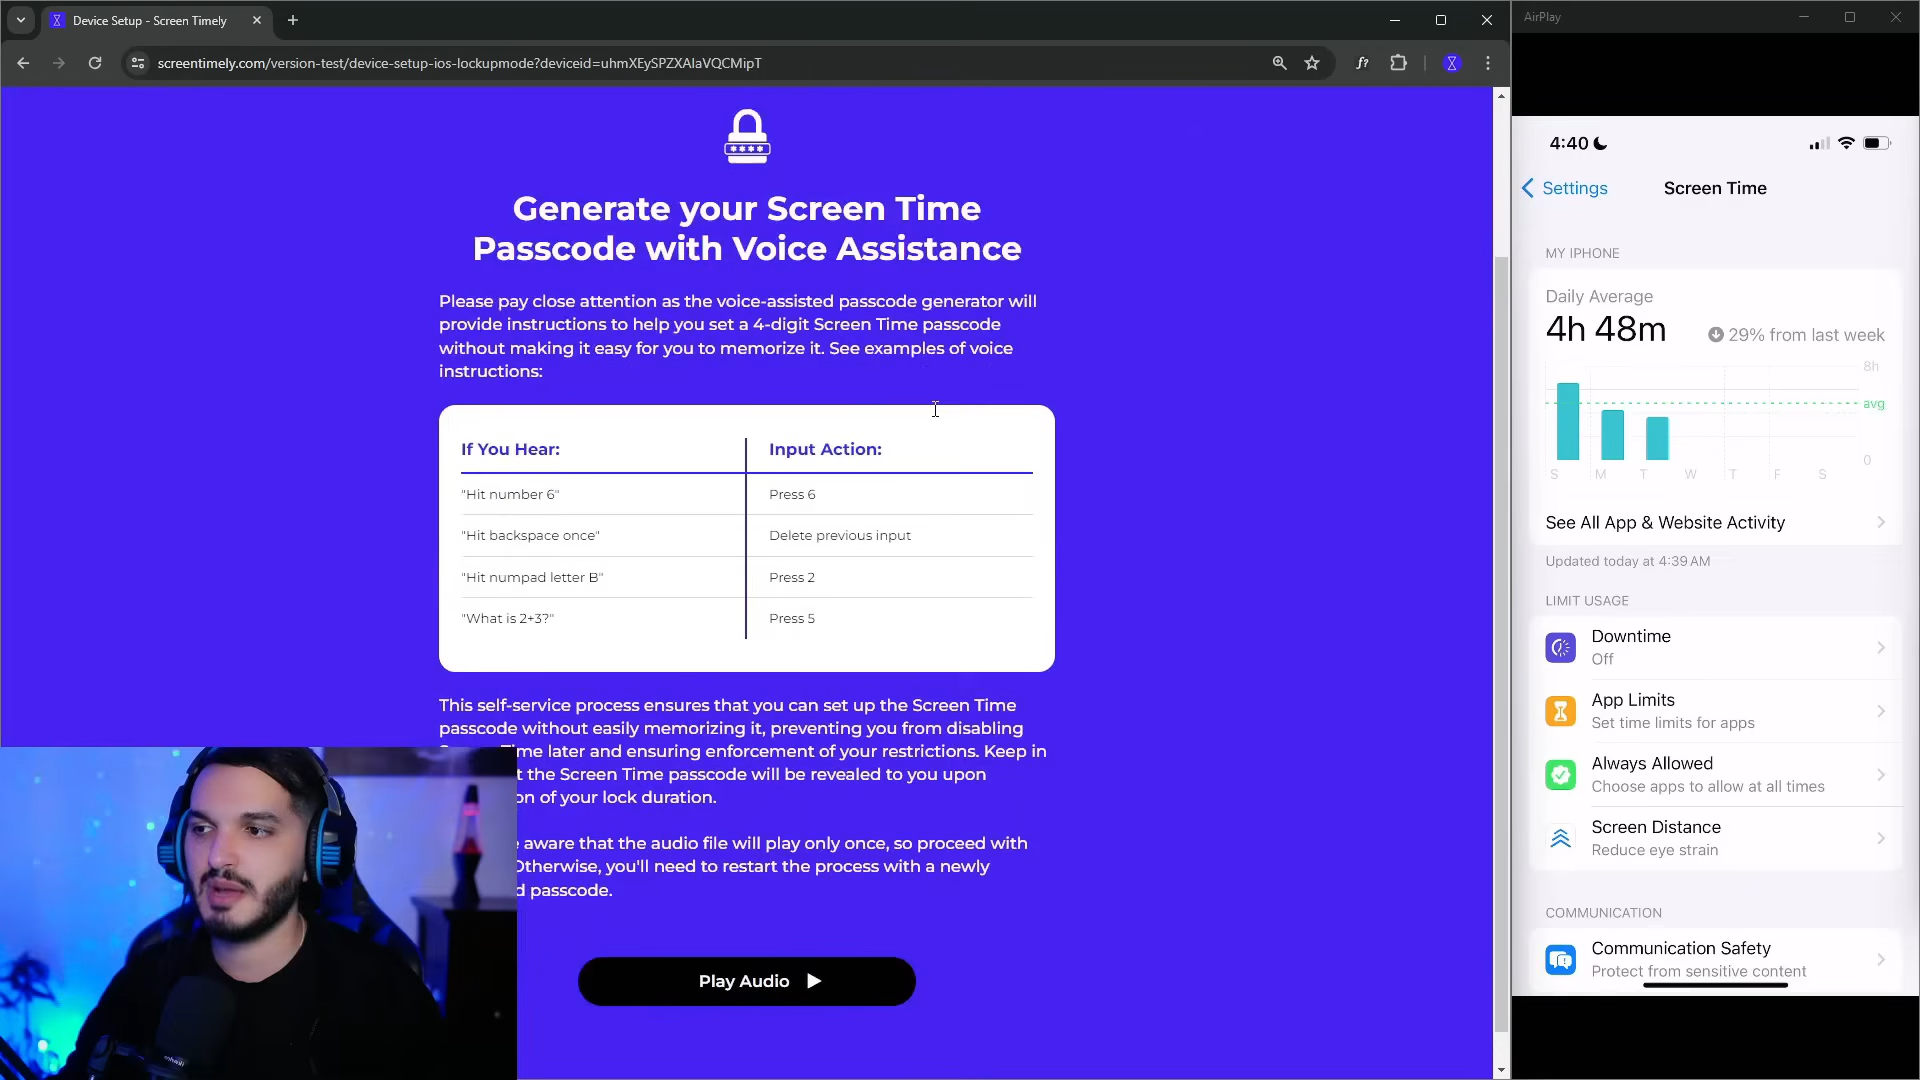 Device Setup - Screen Timely
screentimely.com/version-test/device-setup-ios-lockupmode?deviceid=uhmXEySPZXAlaVQCMipT
Generate your Screen Time
Passcode with Voice Assistance
Please pay close attention as the voice-assisted passcode generator will
provide instructions to help you set a 4-digit Screen Time passcode
without making it easy for you to memorize it. See examples of voice
instructions:
If You Hear: Input Action:
"Hit number 6" Press 6
"Hit backspace once" Delete previous input
"Hit numpad letter B" Press 2
"What is 2+3?" Press 5
This self-service process ensures that you can set up the Screen Time
passcode without easily memorizing it, preventing you from disabling
me later and ensuring enforcement of your restrictions. Keep in
t the Screen Time passcode will be revealed to you upon
on of your lock duration.
aware that the audio file will play only once, so proceed with
Otherwise, you'll need to restart the process with a newly
d passcode.
Play Audio
AirPlay
4:40
Settings
Screen Time
MY IPHONE
Daily Average
4h 48m
29% from last week
8h
avg
0
S M T W T F S
See All App & Website Activity
Updated today at 4:39 AM
LIMIT USAGE
Downtime
Off
App Limits
Set time limits for apps
Always Allowed
Choose apps to allow at all times
Screen Distance
Reduce eye strain
COMMUNICATION
Communication Safety
Protect from sensitive content